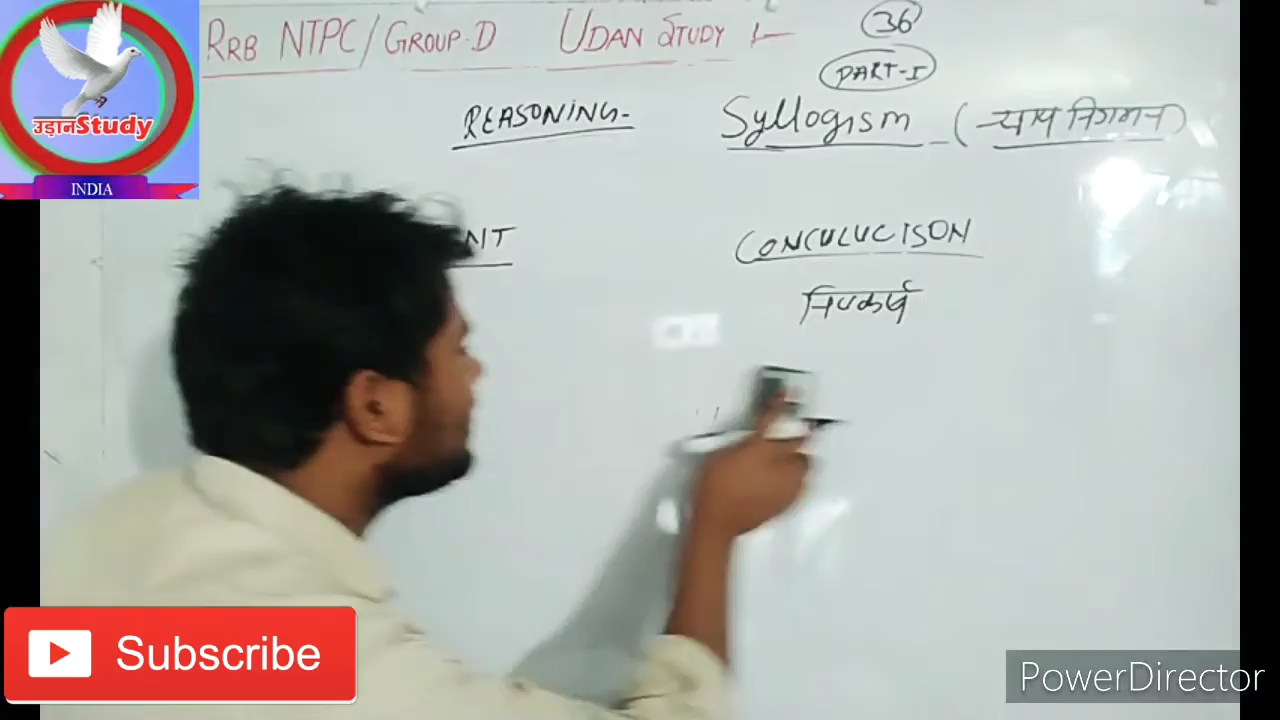 RRB NTPC/GROUP-D UDAN STUDY :- 36
PART-I
REASONING- Syllogism - (न्याय निगमन)
उड़ानStudy
INDIA
NT CONCULUCISON
निष्कर्ष
Subscribe
PowerDirector